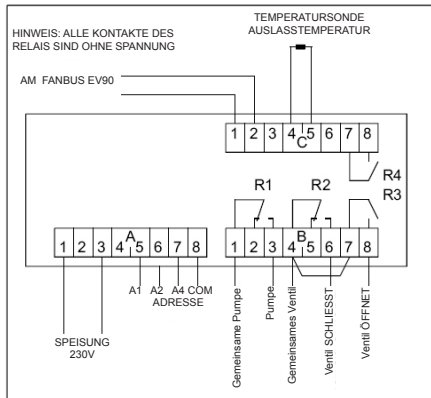 HINWEIS: ALLE KONTAKTE DES
RELAIS SIND OHNE SPANNUNG
TEMPERATURSONDE
AUSLASSTEMPERATUR
AM FANBUS EV90
1 2 3 4 5 6 7 8
C
R4
R1 R2 R3
A
1 2 3 4 5 6 7 8
B
1 2 3 4 5 6 7 8
A1 A2 A4 COM
ADRESSE
SPEISUNG
230V
Gemeinsame Pumpe
Pumpe
Gemeinsames Ventil
Ventil SCHLIESST
Ventil ÖFFNET